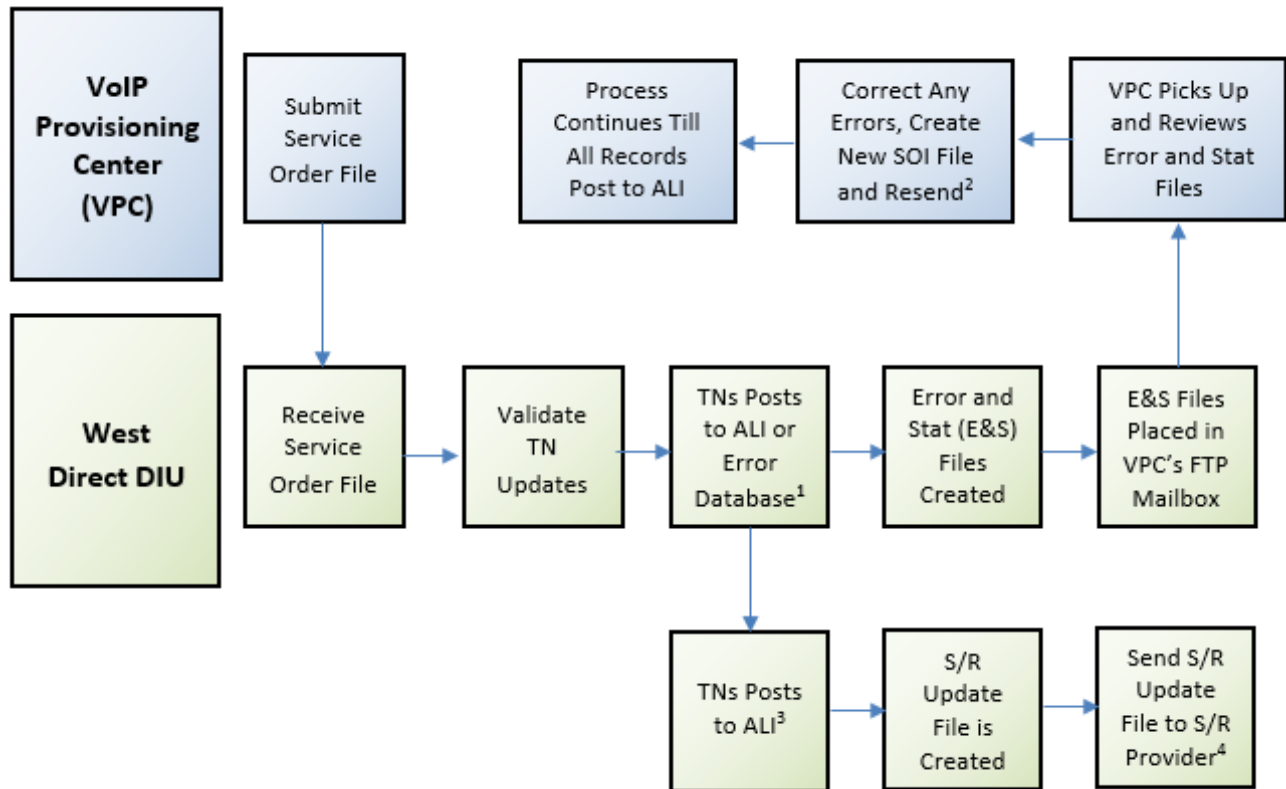 VoIP
Provisioning
Center
(VPC)
Submit
Service
Order File
Process
Continues Till
All Records
Post to ALI
Correct Any
Errors, Create
New SOI File
and Resend²
VPC Picks Up
and Reviews
Error and Stat
Files
West
Direct DIU
Receive
Service
Order File
Validate
TN
Updates
TNs Posts
to ALI or
Error
Database¹
Error and
Stat (E&S)
Files
Created
E&S Files
Placed in
VPC's FTP
Mailbox
TNs Posts
to ALI³
S/R
Update
File is
Created
Send S/R
Update
File to S/R
Provider⁴